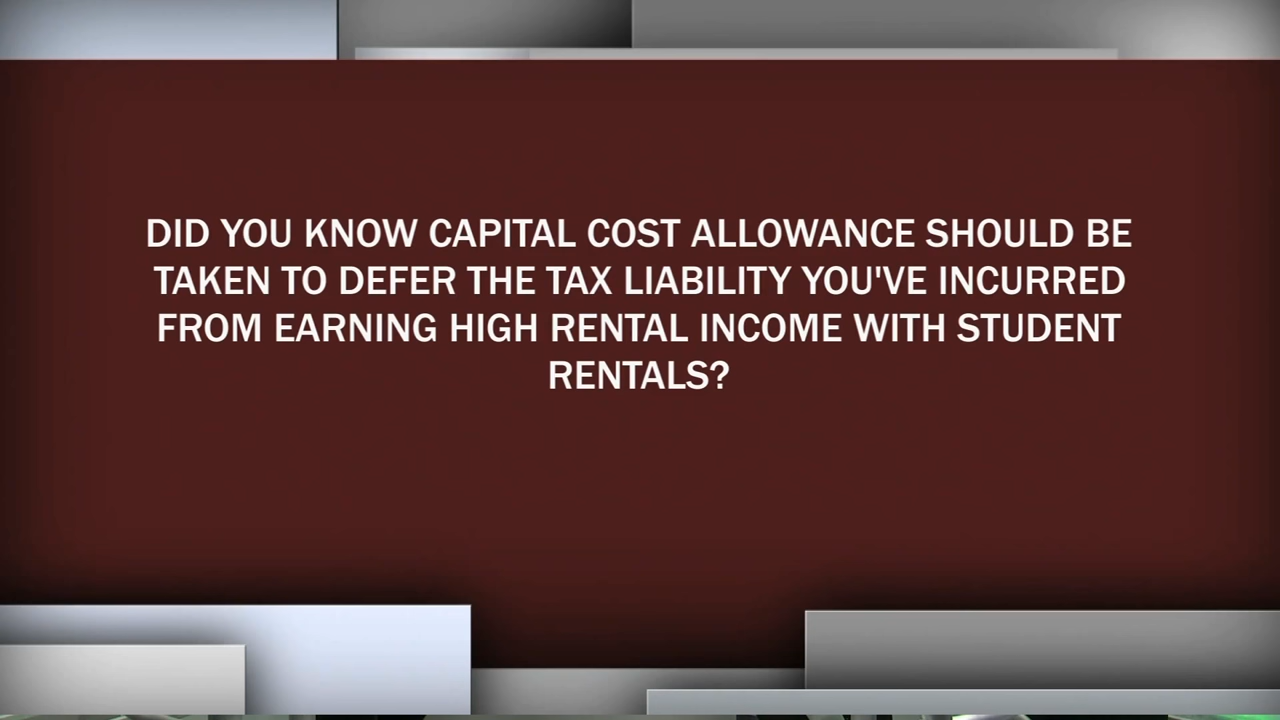 DID YOU KNOW CAPITAL COST ALLOWANCE SHOULD BE
TAKEN TO DEFER THE TAX LIABILITY YOU'VE INCURRED
FROM EARNING HIGH RENTAL INCOME WITH STUDENT
RENTALS?